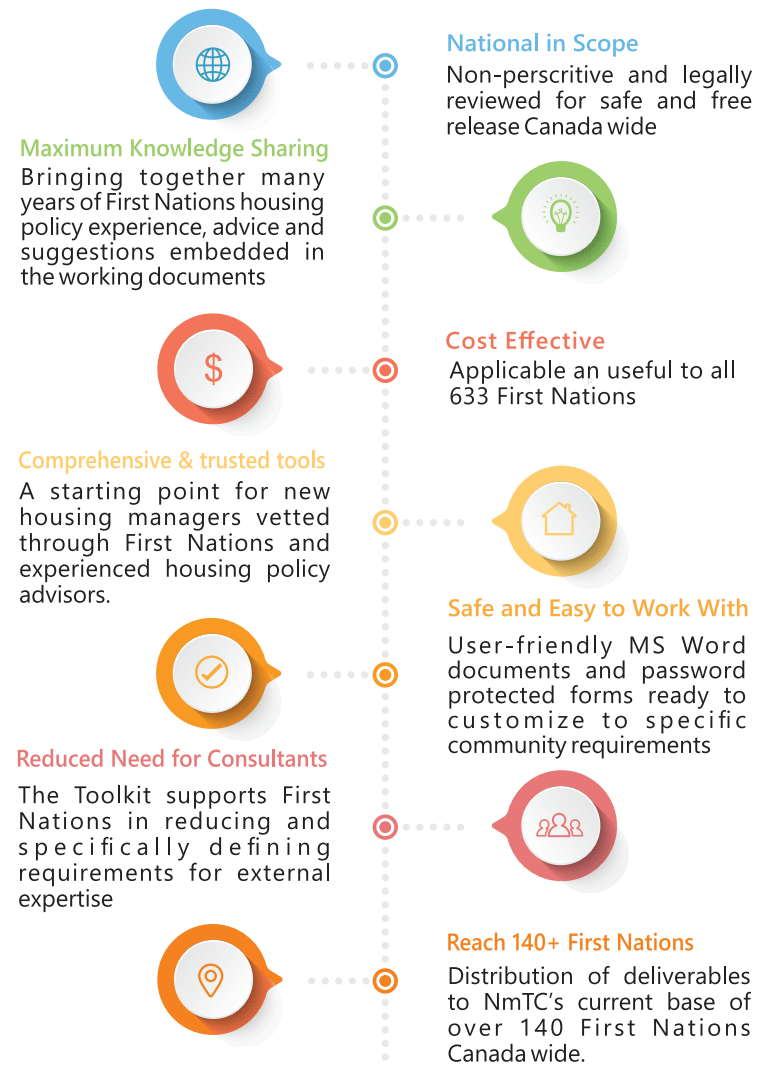 National in Scope
Non-perscritive and legally
reviewed for safe and free
release Canada wide
Maximum Knowledge Sharing
Bringing together many
years of First Nations housing
policy experience, advice and
suggestions embedded in
the working documents
$
Cost Effective
Applicable an useful to all
633 First Nations
Comprehensive & trusted tools
A starting point for new
housing managers vetted
through First Nations and
experienced housing policy
advisors.
Safe and Easy to Work With
User-friendly MS Word
documents and password
protected forms ready to
customize to specific
community requirements
Reduced Need for Consultants
The Toolkit supports First
Nations in reducing and
specifically defining
requirements for external
expertise
Reach 140+ First Nations
Distribution of deliverables
to NmTC's current base of
over 140 First Nations
Canada wide.